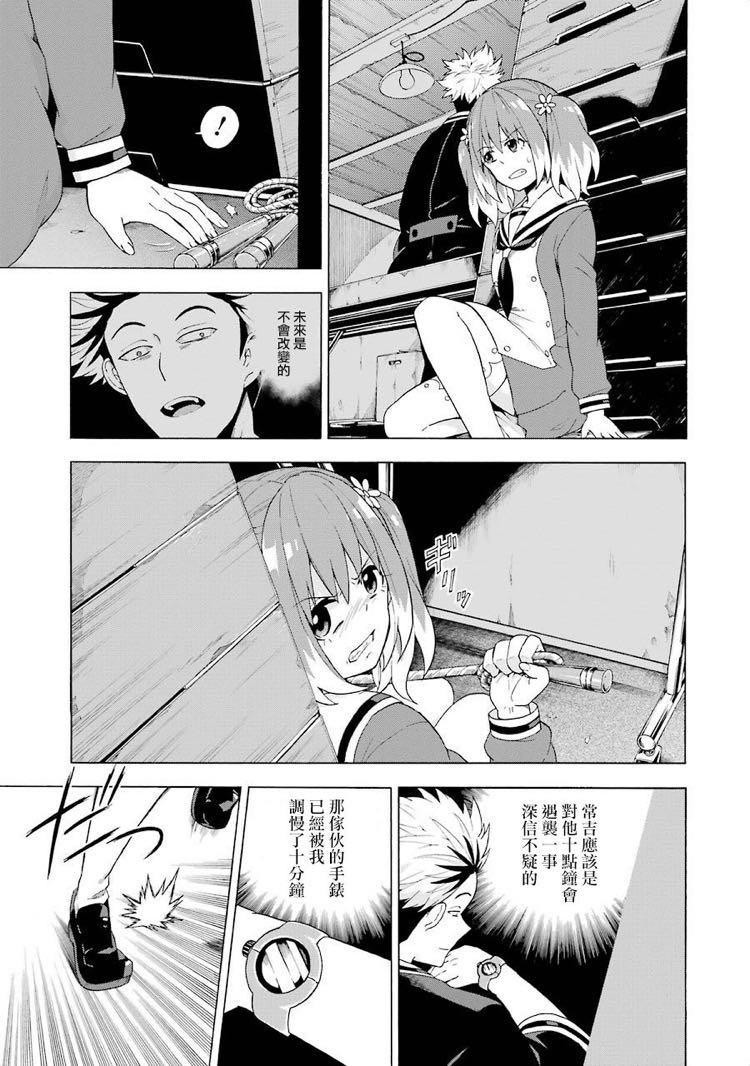 ！
未來是
不會改變的
ギギ
リッ
常吉應該是
對他十點鐘會
遇襲一事
深信不疑的
那傢伙的手錶
已經被我
調慢了十分鐘